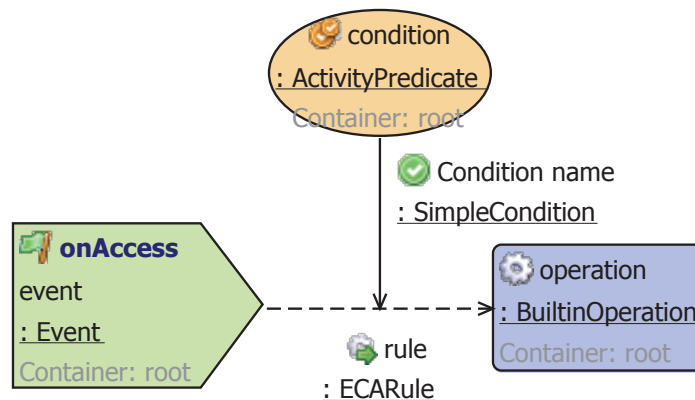 condition
: ActivityPredicate
Container: root
Condition name
: SimpleCondition
onAccess
event
: Event
Container: root
operation
: BuiltinOperation
Container: root
rule
: ECARule